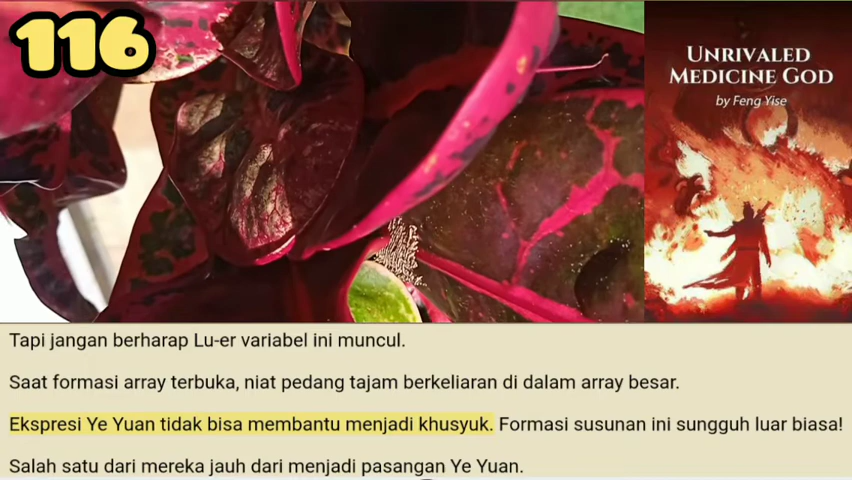 116
UNRIVALED
MEDICINE GOD
by Feng Yise
Tapi jangan berharap Lu-er variabel ini muncul.
Saat formasi array terbuka, niat pedang tajam berkeliaran di dalam array besar.
Ekspresi Ye Yuan tidak bisa membantu menjadi khusyuk. Formasi susunan ini sungguh luar biasa!
Salah satu dari mereka jauh dari menjadi pasangan Ye Yuan.